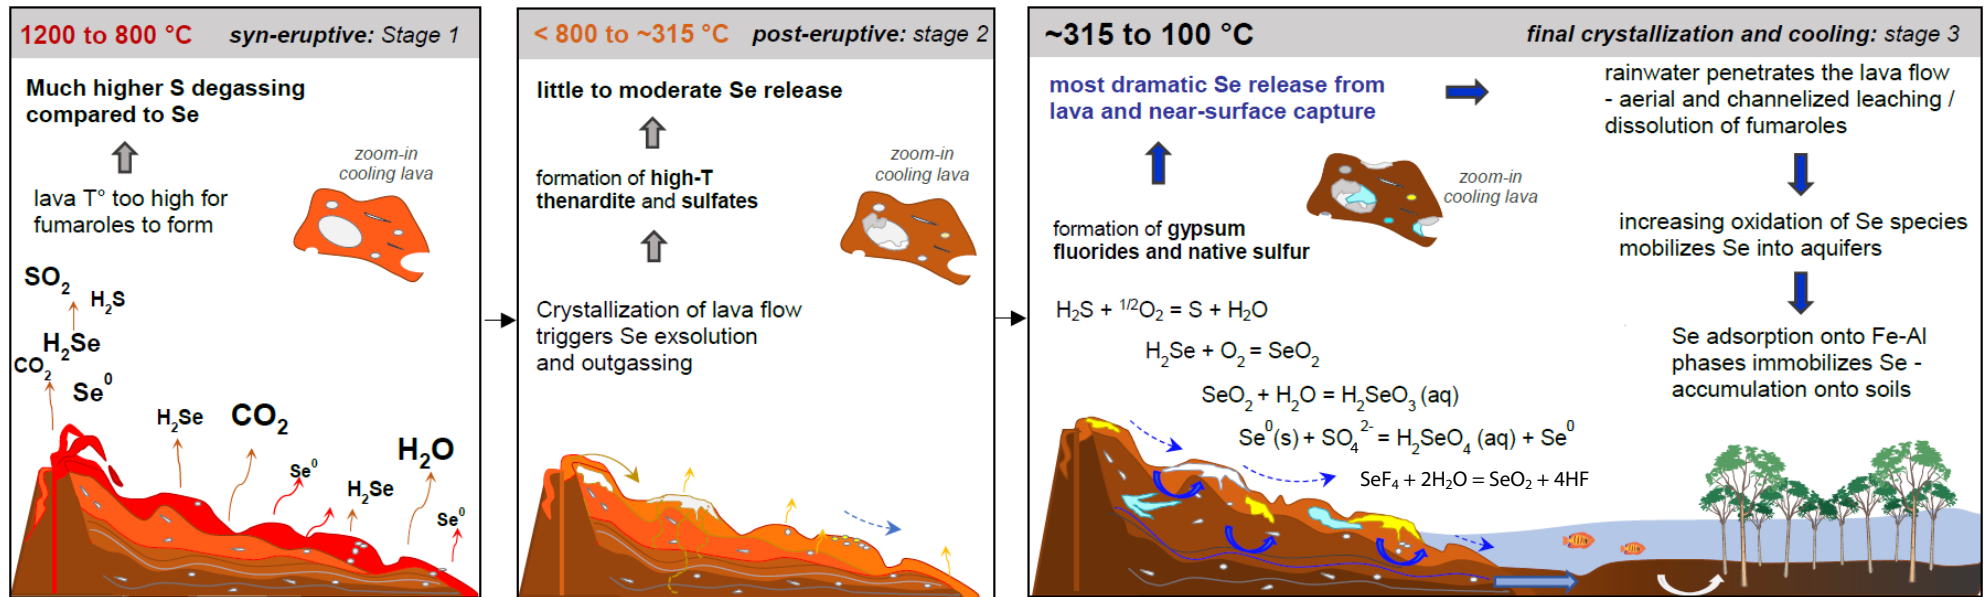 1200 to 800 °C syn-eruptive: Stage 1
Much higher S degassing
compared to Se
zoom-in
cooling lava
lava T° too high for
fumaroles to form
SO2
H2S
H2Se
CO2
Se0
H2Se
CO2
Se0
H2Se
H2O
Se0
< 800 to ~315 °C post-eruptive: stage 2
little to moderate Se release
zoom-in
cooling lava
formation of high-T
thenardite and sulfates
Crystallization of lava flow
triggers Se exsolution
and outgassing
~315 to 100 °C final crystallization and cooling: stage 3
most dramatic Se release from
lava and near-surface capture
zoom-in
cooling lava
formation of gypsum
fluorides and native sulfur
H2S + 1/2O2 = S + H2O
H2Se + O2 = SeO2
SeO2 + H2O = H2SeO3 (aq)
Se0(s) + SO4 2- = H2SeO4 (aq) + Se0
SeF4 + 2H2O = SeO2 + 4HF
rainwater penetrates the lava flow
- aerial and channelized leaching /
dissolution of fumaroles
increasing oxidation of Se species
mobilizes Se into aquifers
Se adsorption onto Fe-Al
phases immobilizes Se -
accumulation onto soils